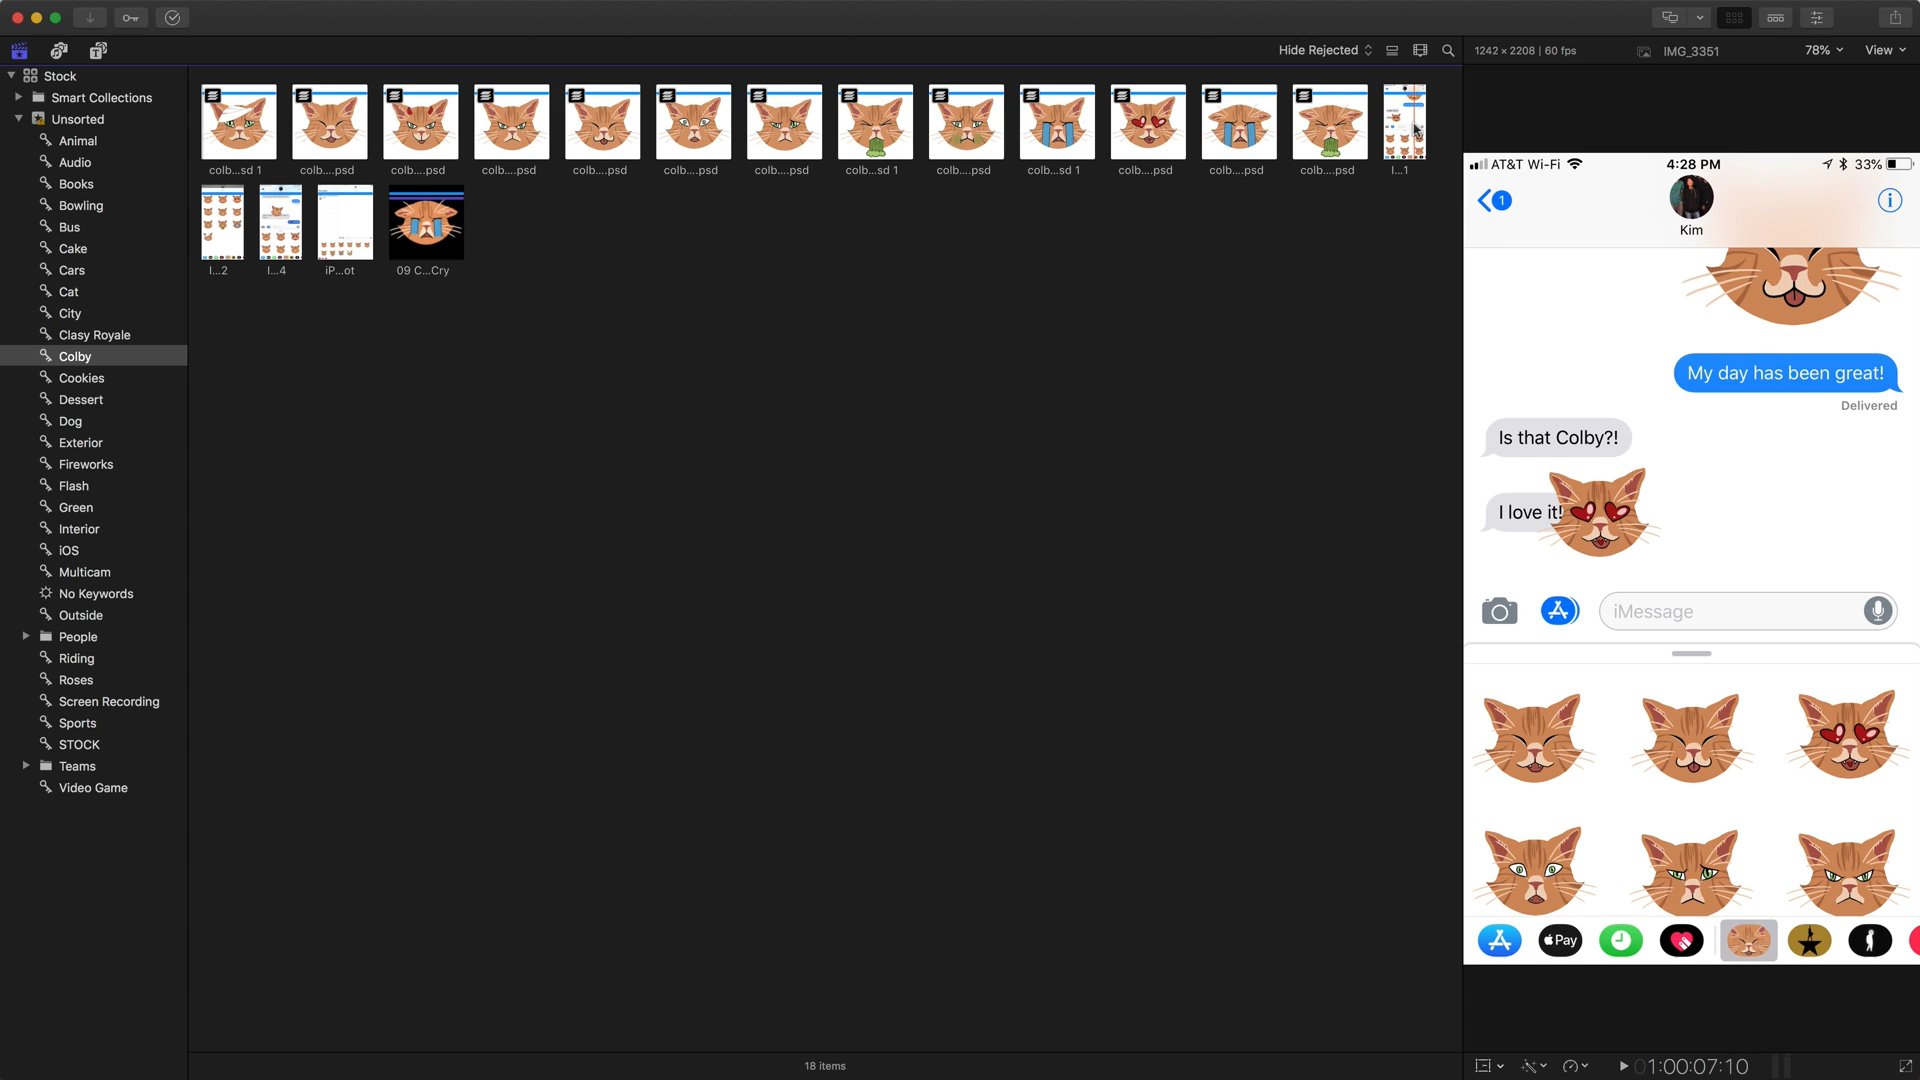 Hide Rejected
1242 × 2208 | 60 fps
IMG_3351
78%
View
Stock
Smart Collections
Unsorted
Animal
Audio
Books
Bowling
Bus
Cake
Cars
Cat
City
Clasy Royale
Colby
Cookies
Dessert
Dog
Exterior
Fireworks
Flash
Green
Interior
iOS
Multicam
No Keywords
Outside
People
Riding
Roses
Screen Recording
Sports
STOCK
Teams
Video Game
colb...sd 1
colb....psd
colb....psd
colb....psd
colb....psd
colb....psd
colb....psd
colb...sd 1
colb....psd
colb...sd 1
colb....psd
colb....psd
colb....psd
I...1
I...2
I...4
iP...ot
09 C...Cry
18 items
AT&T Wi-Fi
4:28 PM
33%
1
Kim
My day has been great!
Delivered
Is that Colby?!
I love it!
iMessage
Pay
01:00:07:10